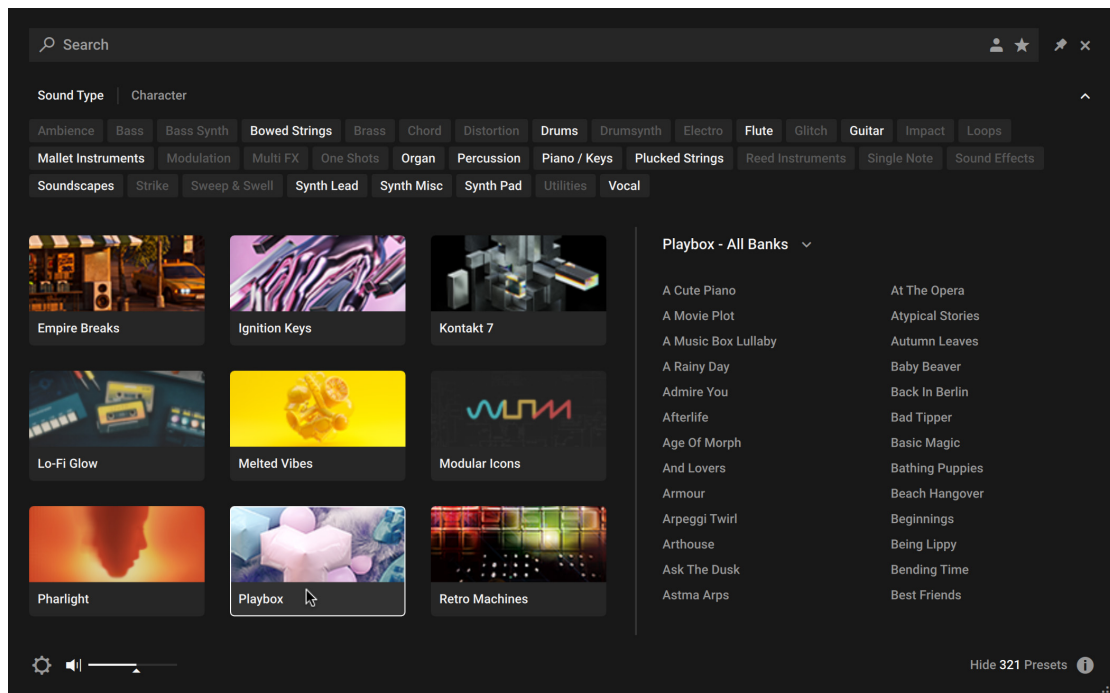 Search
Sound Type Character
Ambience Bass Bass Synth Bowed Strings Brass Chord Distortion Drums Drumsynth Electro Flute Glitch Guitar Impact Loops
Mallet Instruments Modulation Multi FX One Shots Organ Percussion Piano / Keys Plucked Strings Reed Instruments Single Note Sound Effects
Soundscapes Strike Sweep & Swell Synth Lead Synth Misc Synth Pad Utilities Vocal
Empire Breaks Ignition Keys Kontakt 7
Lo-Fi Glow Melted Vibes Modular Icons
Pharlight Playbox Retro Machines
Playbox - All Banks
A Cute Piano
A Movie Plot
A Music Box Lullaby
A Rainy Day
Admire You
Afterlife
Age Of Morph
And Lovers
Armour
Arpeggi Twirl
Arthouse
Ask The Dusk
Astma Arps
At The Opera
Atypical Stories
Autumn Leaves
Baby Beaver
Back In Berlin
Bad Tipper
Basic Magic
Bathing Puppies
Beach Hangover
Beginnings
Being Lippy
Bending Time
Best Friends
Hide 321 Presets